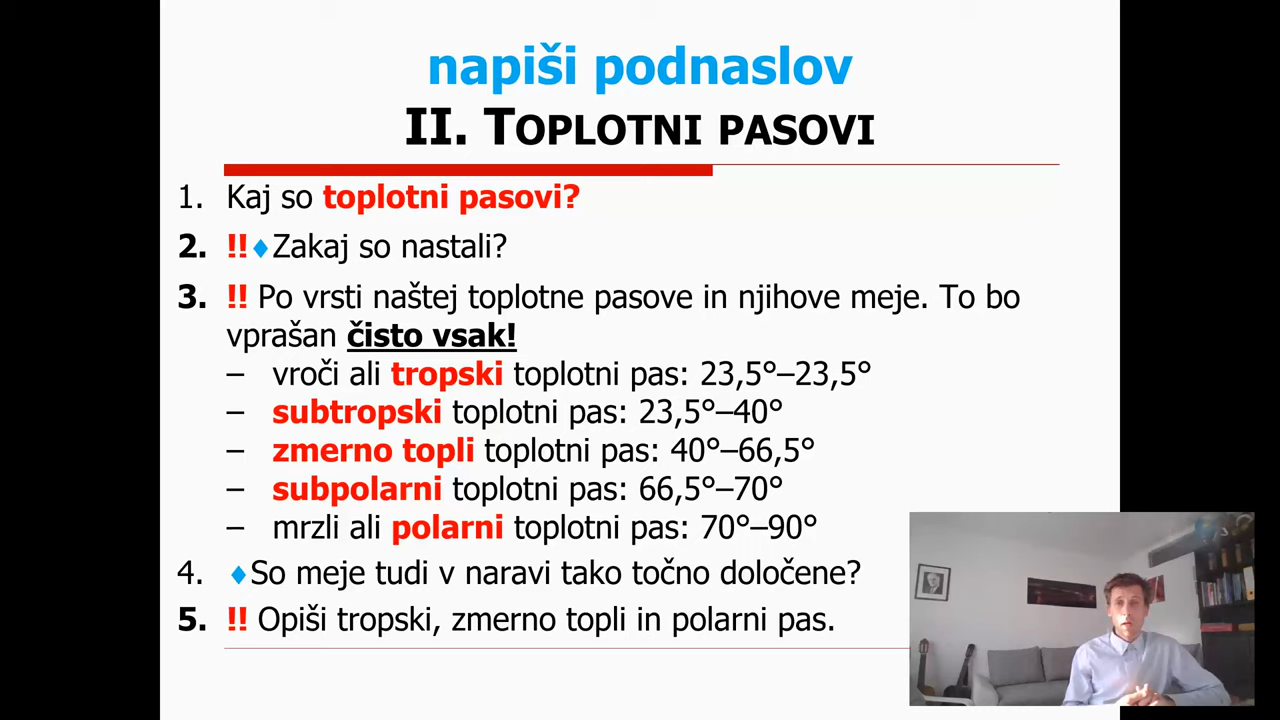 napiši podnaslov
II. TOPLOTNI PASOVI
1. Kaj so toplotni pasovi?
2. !!♦Zakaj so nastali?
3. !! Po vrsti naštej toplotne pasove in njihove meje. To bo
vprašan čisto vsak!
– vroči ali tropski toplotni pas: 23,5°–23,5°
– subtropski toplotni pas: 23,5°–40°
– zmerno topli toplotni pas: 40°–66,5°
– subpolarni toplotni pas: 66,5°–70°
– mrzli ali polarni toplotni pas: 70°–90°
4. ♦So meje tudi v naravi tako točno določene?
5. !! Opiši tropski, zmerno topli in polarni pas.